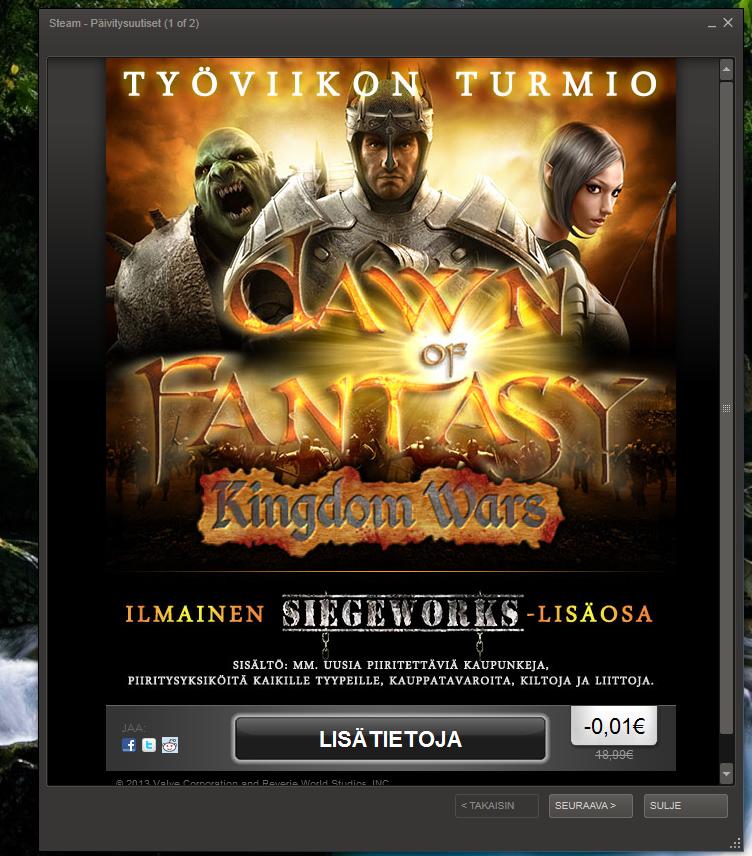 Steam - Päivitysuutiset (1 of 2)
TYÖVIIKON TURMIO
DAWN
OF
FANTASY
Kingdom Wars
ILMAINEN SIEGEWORKS -LISÄOSA
SISÄLTÖ: MM. UUSIA PIIRITETTÄVIÄ KAUPUNKEJA,
PIIRITYSYKSIKÖITÄ KAIKILLE TYYPEILLE, KAUPPATAVAROITA, KILTOJA JA LIITTOJA.
JAA:
LISÄTIETOJA
-0,01€
18,99€
© 2013 Valve Corporation and Reverie World Studios, INC
< TAKAISIN
SEURAAVA >
SULJE